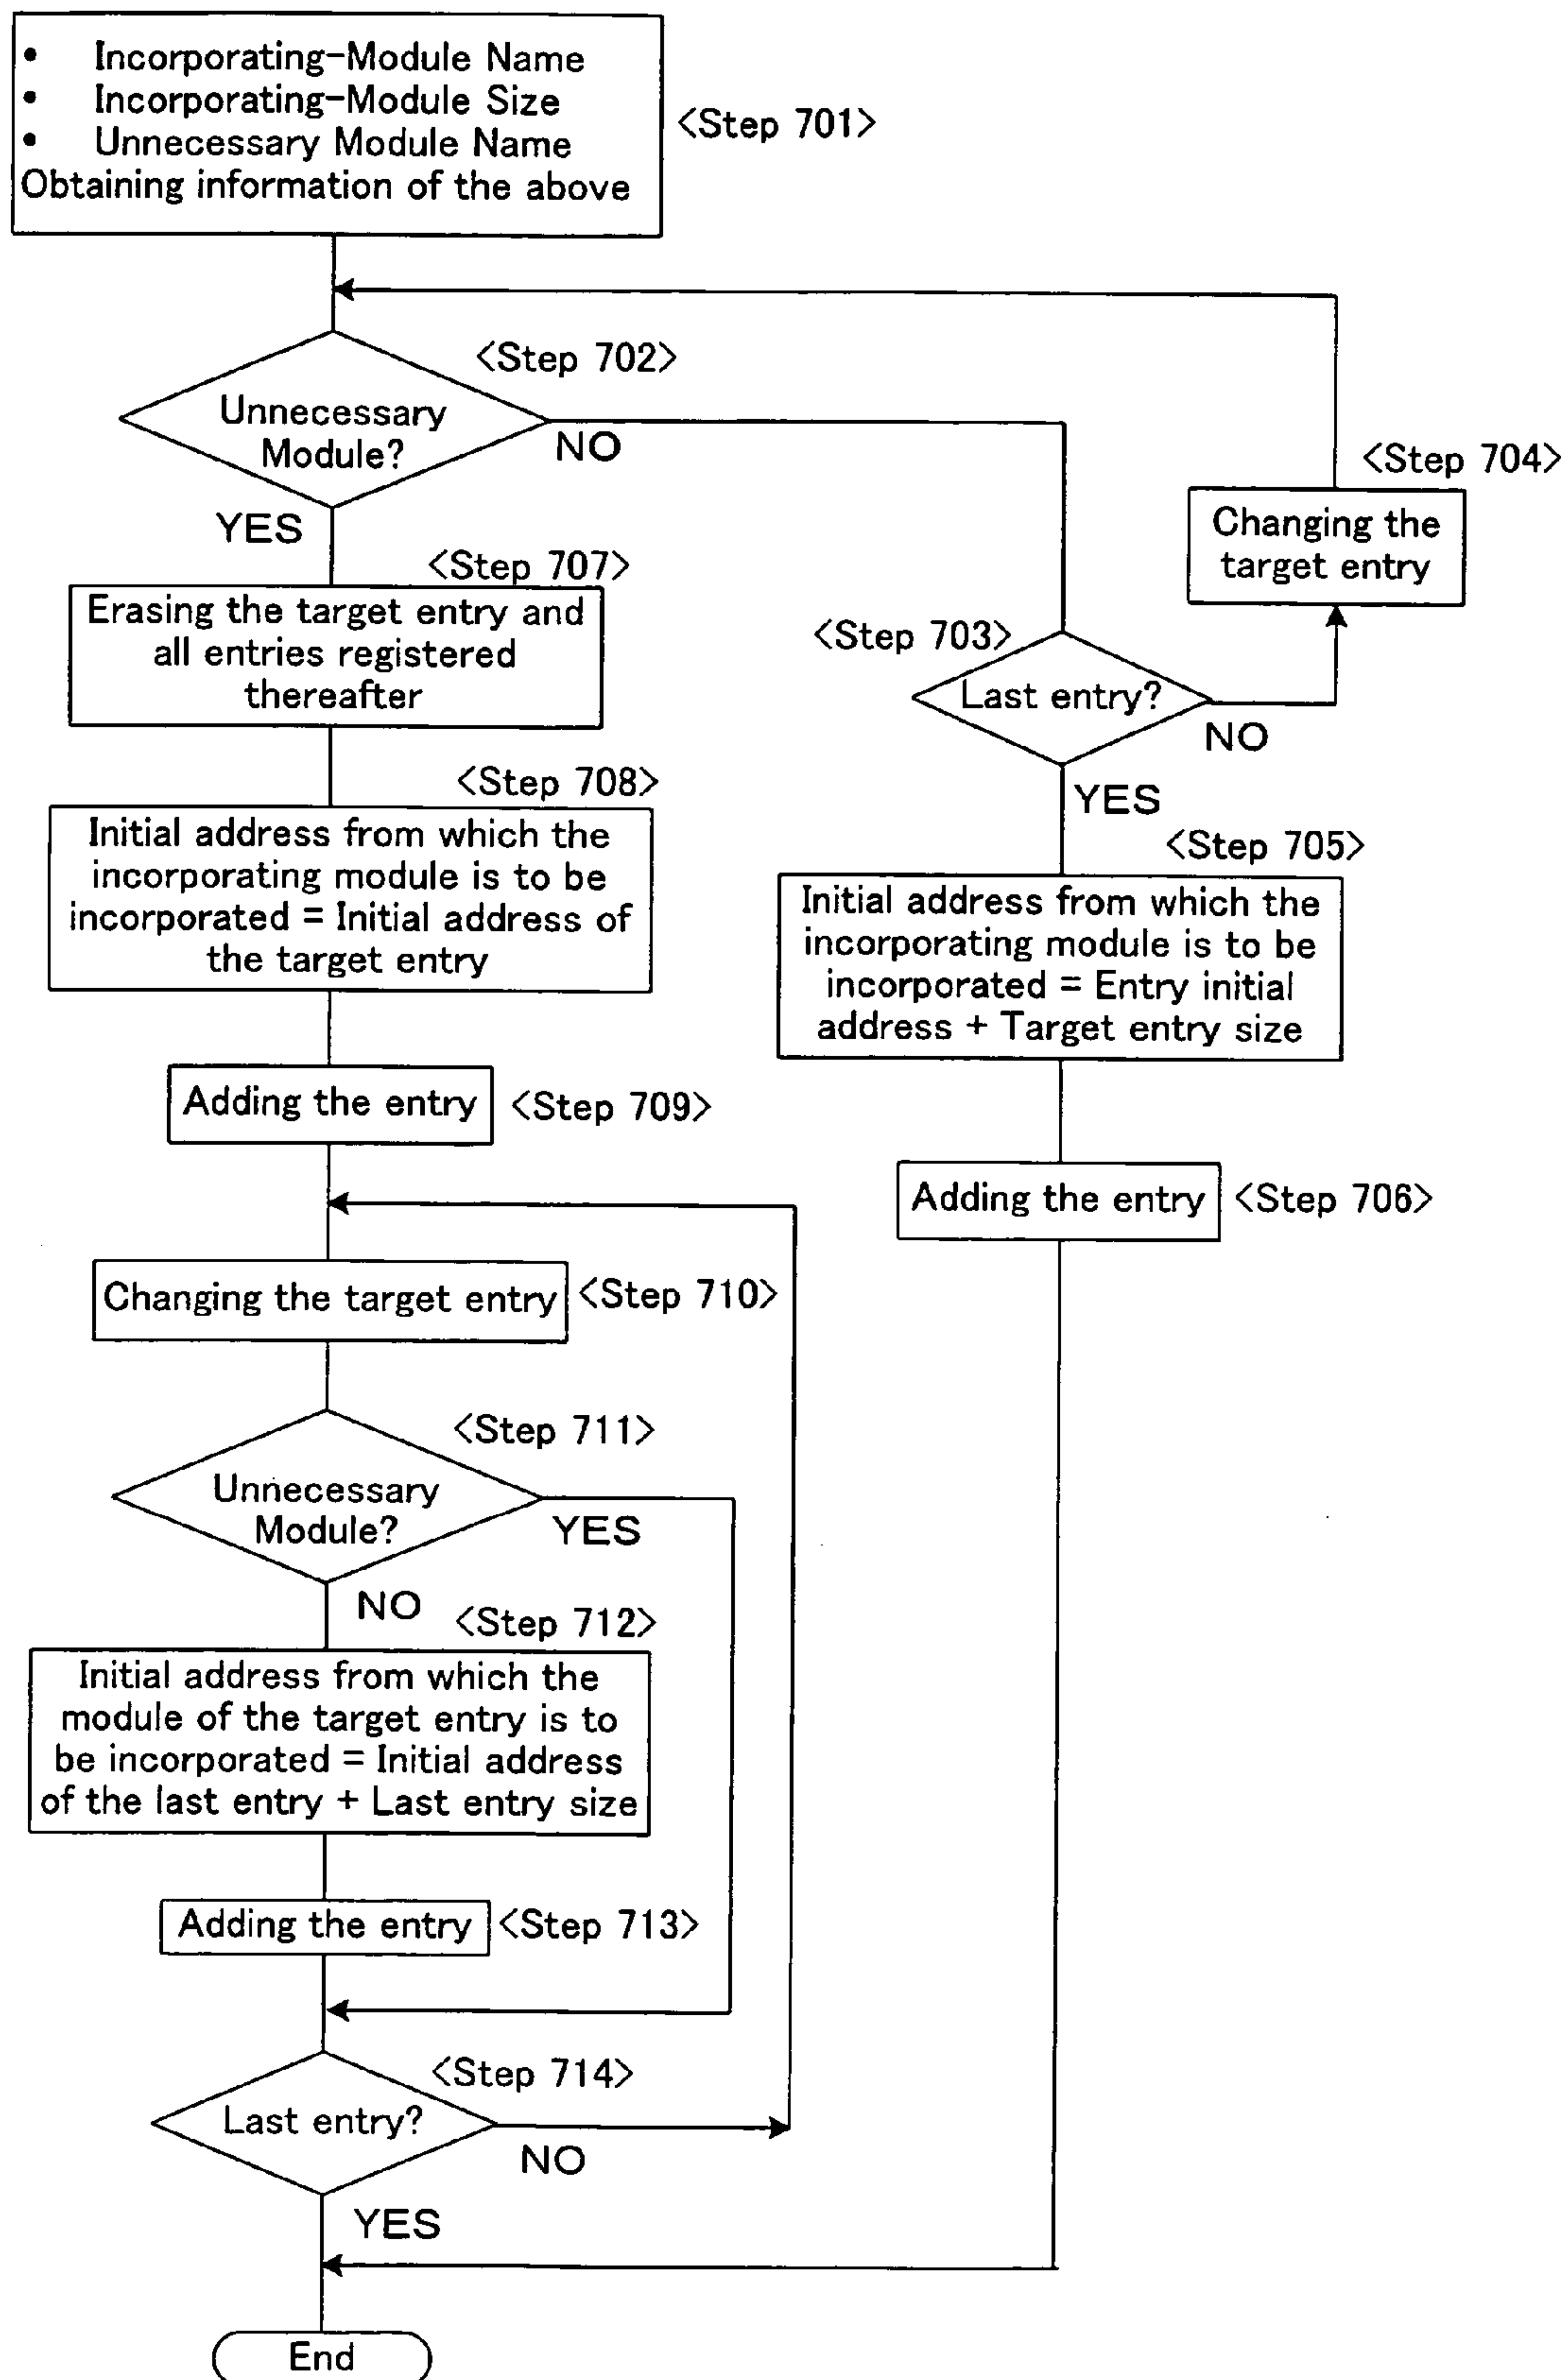 • Incorporating-Module Name
• Incorporating-Module Size
• Unnecessary Module Name
Obtaining information of the above
<Step 701>
<Step 702>
Unnecessary
Module?
NO
YES
<Step 704>
Changing the
target entry
<Step 703>
Last entry?
NO
YES
<Step 705>
Initial address from which the
incorporating module is to be
incorporated = Entry initial
address + Target entry size
Adding the entry
<Step 706>
<Step 707>
Erasing the target entry and
all entries registered
thereafter
<Step 708>
Initial address from which the
incorporating module is to be
incorporated = Initial address of
the target entry
Adding the entry
<Step 709>
Changing the target entry
<Step 710>
<Step 711>
Unnecessary
Module?
YES
NO
<Step 712>
Initial address from which the
module of the target entry is to
be incorporated = Initial address
of the last entry + Last entry size
Adding the entry
<Step 713>
<Step 714>
Last entry?
NO
YES
End